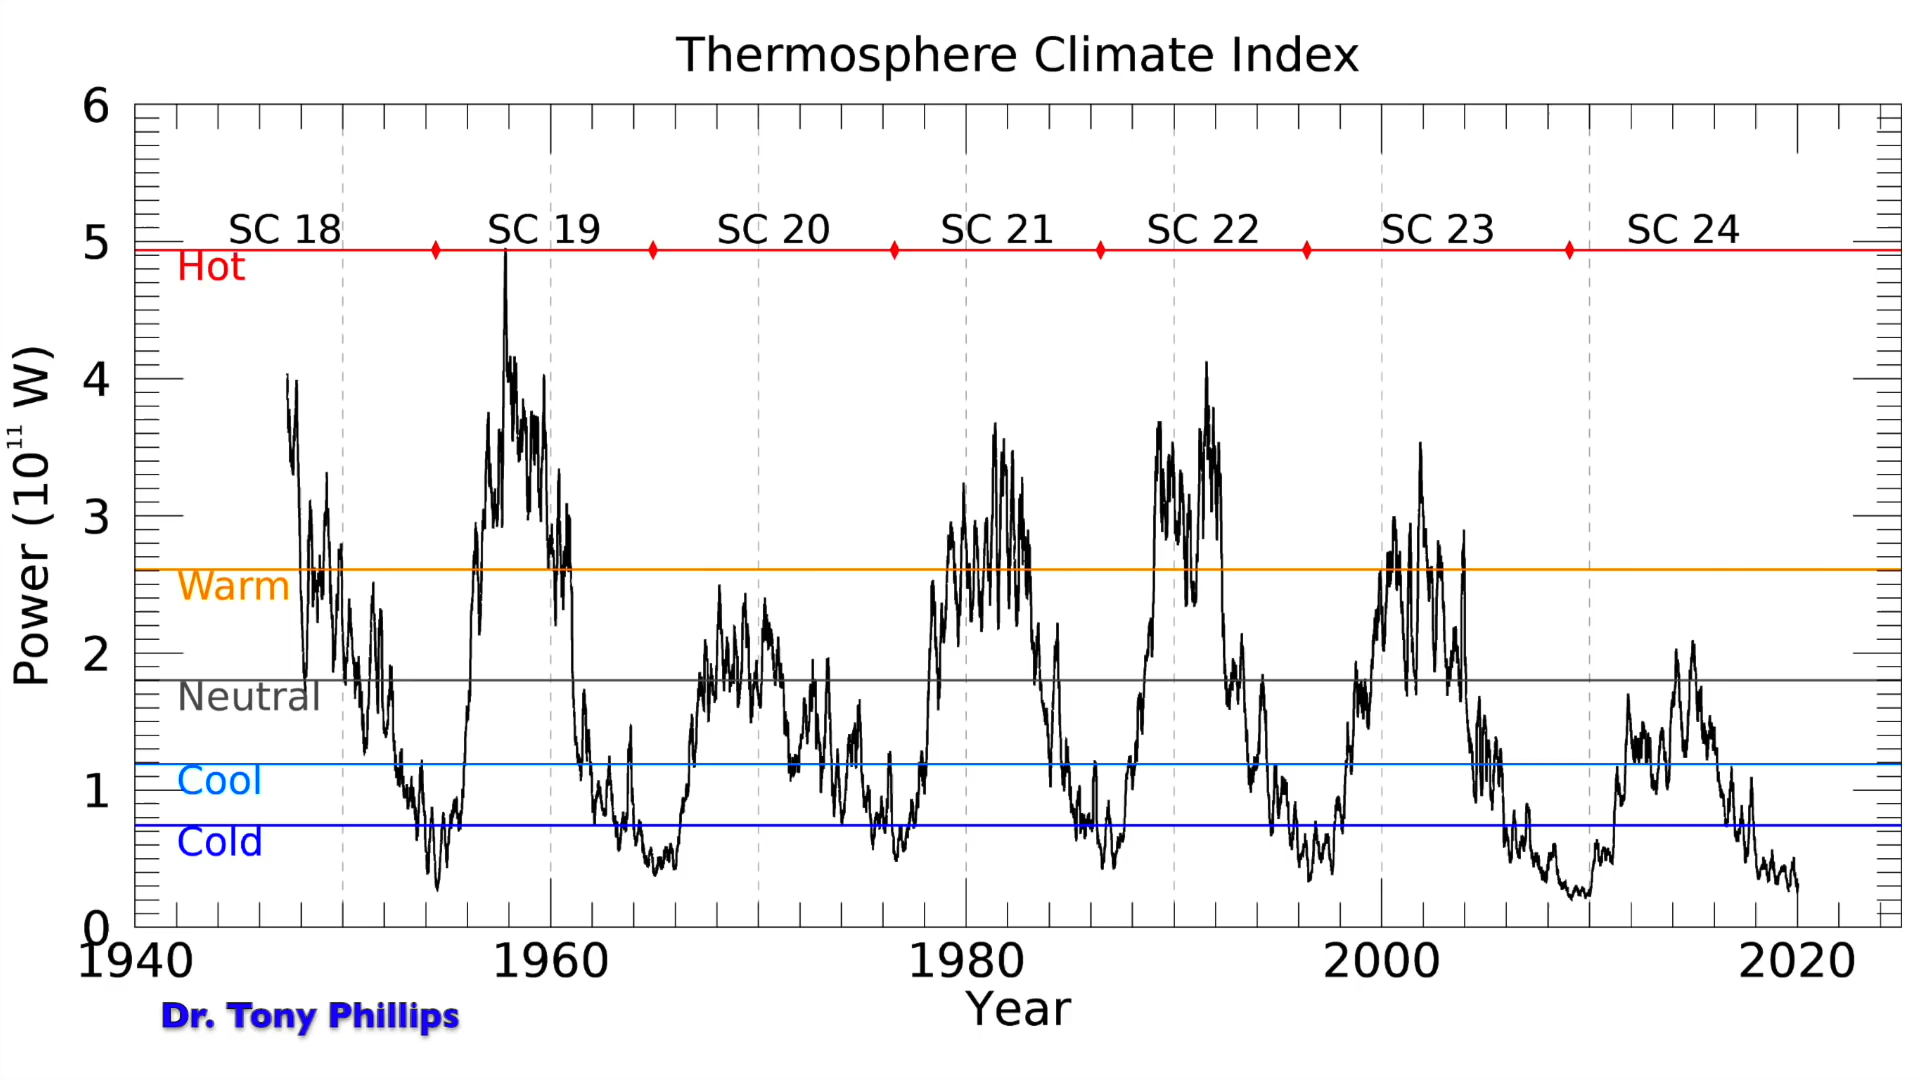 Thermosphere Climate Index
6
SC 18 SC 19 SC 20 SC 21 SC 22 SC 23 SC 24
5
Hot
4
Power (10¹¹ W)
3
Warm
2
Neutral
Cool
1
Cold
0
1940 1960 1980 2000 2020
Year
Dr. Tony Phillips